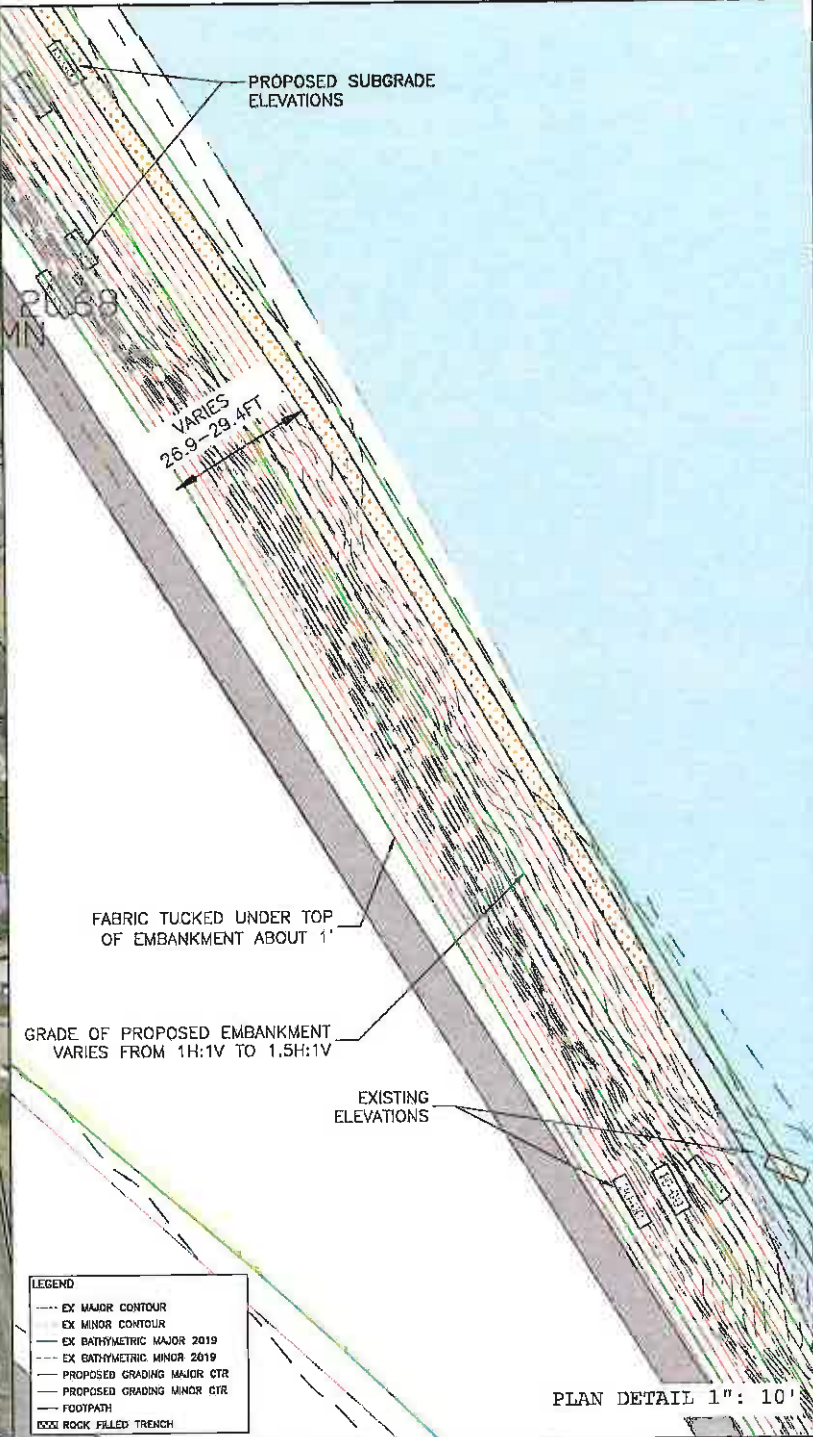 PROPOSED SUBGRADE
ELEVATIONS
MN
VARIES
26.9-29.4FT
FABRIC TUCKED UNDER TOP
OF EMBANKMENT ABOUT 1'
GRADE OF PROPOSED EMBANKMENT
VARIES FROM 1H:1V TO 1.5H:1V
EXISTING
ELEVATIONS
LEGEND
EX MAJOR CONTOUR
EX MINOR CONTOUR
EX BATHYMETRIC MAJOR 2019
EX BATHYMETRIC MINOR 2019
PROPOSED GRADING MAJOR CTR
PROPOSED GRADING MINOR CTR
FOOTPATH
ROCK FILLED TRENCH
PLAN DETAIL 1": 10'